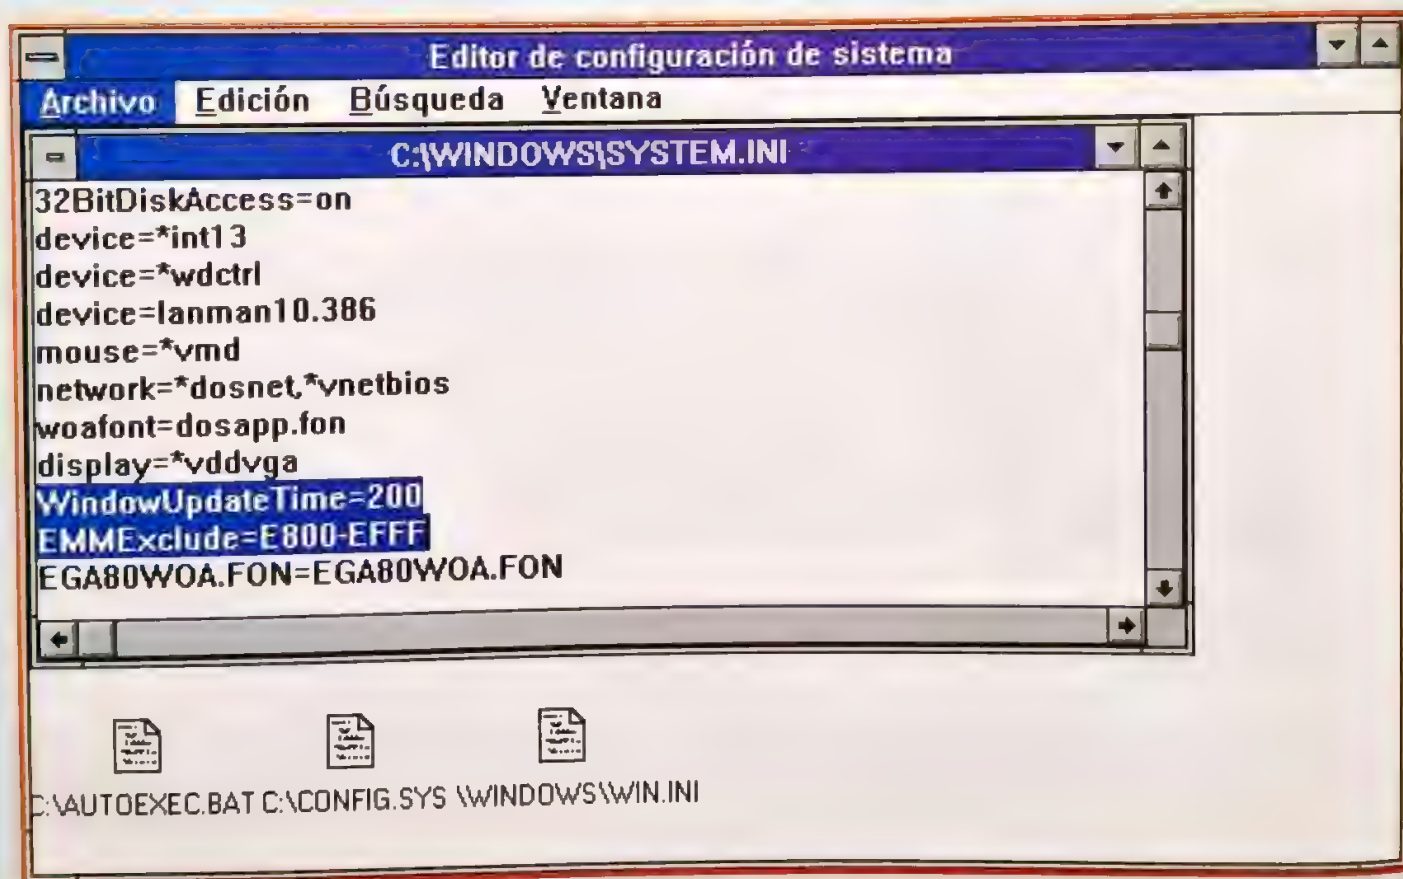 Editor de configuración de sistema
Archivo Edición Búsqueda Ventana
C:\WINDOWS\SYSTEM.INI
32BitDiskAccess=on
device=*int13
device=*wdctrl
device=lanman10.386
mouse=*vmd
network=*dosnet,*vnetbios
woafont=dosapp.fon
display=*vddvga
WindowUpdateTime=200
EMMExclude=E800-EFFF
EGA80WOA.FON=EGA80WOA.FON
C:\AUTOEXEC.BAT C:\CONFIG.SYS \WINDOWS\WIN.INI